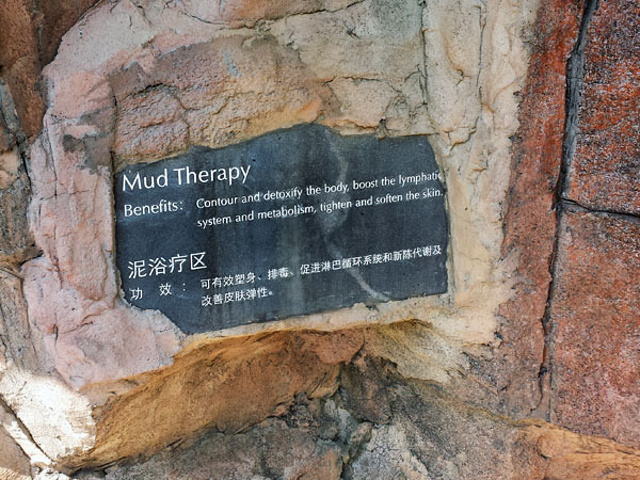 Mud Therapy
Benefits: Contour and detoxify the body, boost the lymphatic
system and metabolism, tighten and soften the skin.
泥浴疗区
功 效 : 可有效塑身、排毒、促进淋巴循环系统和新陈代谢及
改善皮肤弹性。